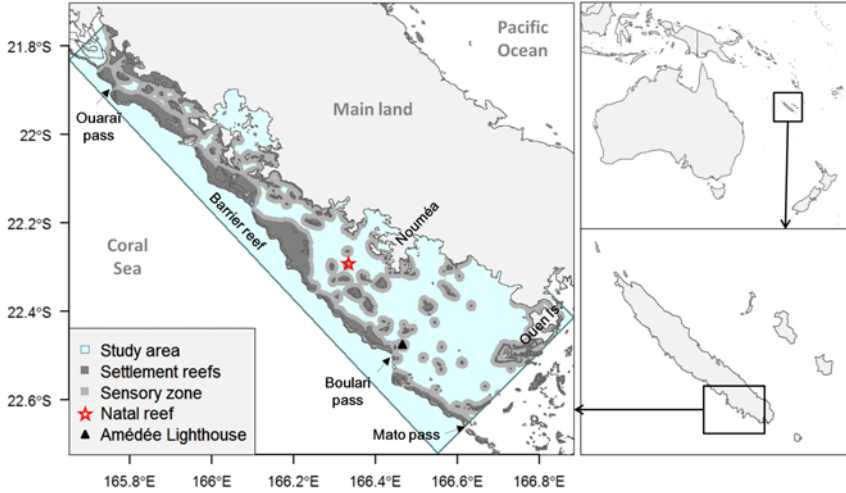 21.8°S
22°S
22.2°S
22.4°S
22.6°S
165.8°E
166°E
166.2°E
166.4°E
166.6°E
166.8°E
Pacific
Ocean
Main land
Ouaraï
pass
Barrier reef
Nouméa
Coral
Sea
Ouen Is.
Boulari
pass
Mato pass
Study area
Settlement reefs
Sensory zone
Natal reef
Amédée Lighthouse